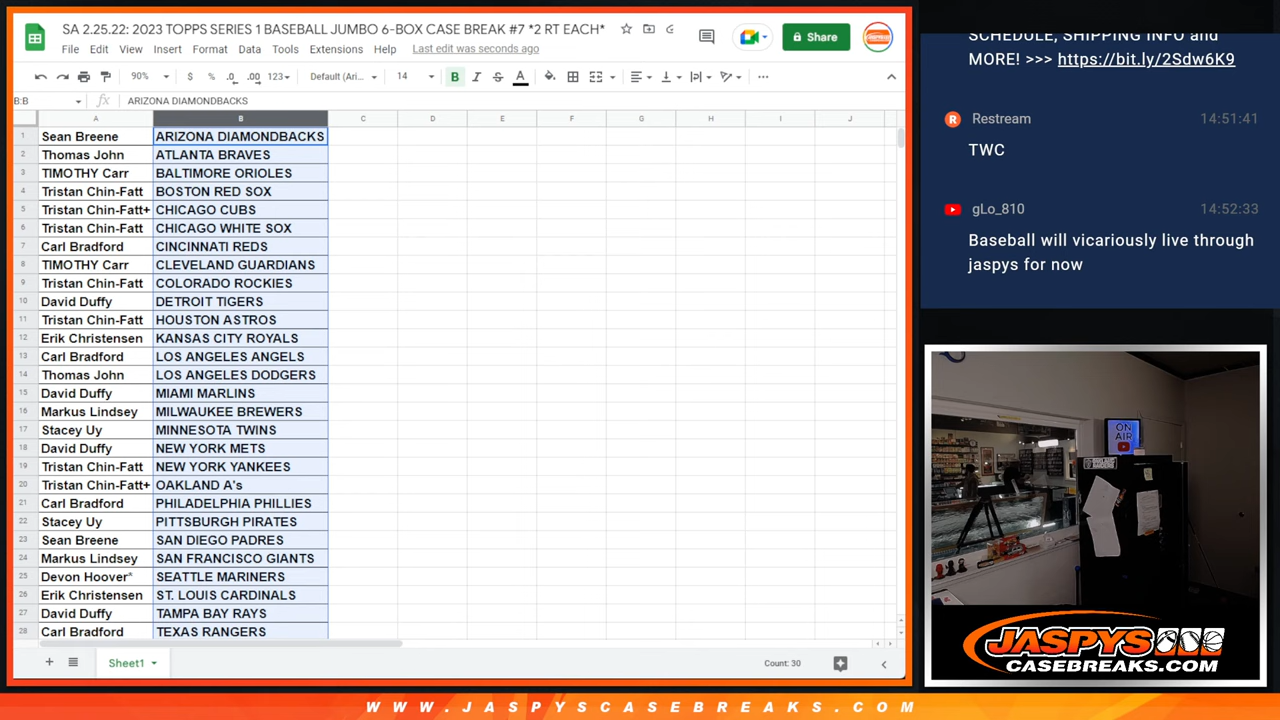 SA 2.25.22: 2023 TOPPS SERIES 1 BASEBALL JUMBO 6-BOX CASE BREAK #7 *2 RT EACH*
File Edit View Insert Format Data Tools Extensions Help Last edit was seconds ago
Share
90% $ % .0 .00 123 Default (Ari... 14 B I A
B:B fx ARIZONA DIAMONDBACKS
A B C D E F G H I J
1 Sean Breene ARIZONA DIAMONDBACKS
2 Thomas John ATLANTA BRAVES
3 TIMOTHY Carr BALTIMORE ORIOLES
4 Tristan Chin-Fatt BOSTON RED SOX
5 Tristan Chin-Fatt+ CHICAGO CUBS
6 Tristan Chin-Fatt CHICAGO WHITE SOX
7 Carl Bradford CINCINNATI REDS
8 TIMOTHY Carr CLEVELAND GUARDIANS
9 Tristan Chin-Fatt COLORADO ROCKIES
10 David Duffy DETROIT TIGERS
11 Tristan Chin-Fatt HOUSTON ASTROS
12 Erik Christensen KANSAS CITY ROYALS
13 Carl Bradford LOS ANGELES ANGELS
14 Thomas John LOS ANGELES DODGERS
15 David Duffy MIAMI MARLINS
16 Markus Lindsey MILWAUKEE BREWERS
17 Stacey Uy MINNESOTA TWINS
18 David Duffy NEW YORK METS
19 Tristan Chin-Fatt NEW YORK YANKEES
20 Tristan Chin-Fatt+ OAKLAND A's
21 Carl Bradford PHILADELPHIA PHILLIES
22 Stacey Uy PITTSBURGH PIRATES
23 Sean Breene SAN DIEGO PADRES
24 Markus Lindsey SAN FRANCISCO GIANTS
25 Devon Hoover* SEATTLE MARINERS
26 Erik Christensen ST. LOUIS CARDINALS
27 David Duffy TAMPA BAY RAYS
28 Carl Bradford TEXAS RANGERS
Sheet1
Count: 30
SCHEDULE, SHIPPING INFO and
MORE! >>> https://bit.ly/2Sdw6K9
Restream 14:51:41
TWC
gLo_810 14:52:33
Baseball will vicariously live through
jaspys for now
ON
AIR
JASPYS
CASEBREAKS.COM
WWW.JASPYSCASEBREAKS.COM